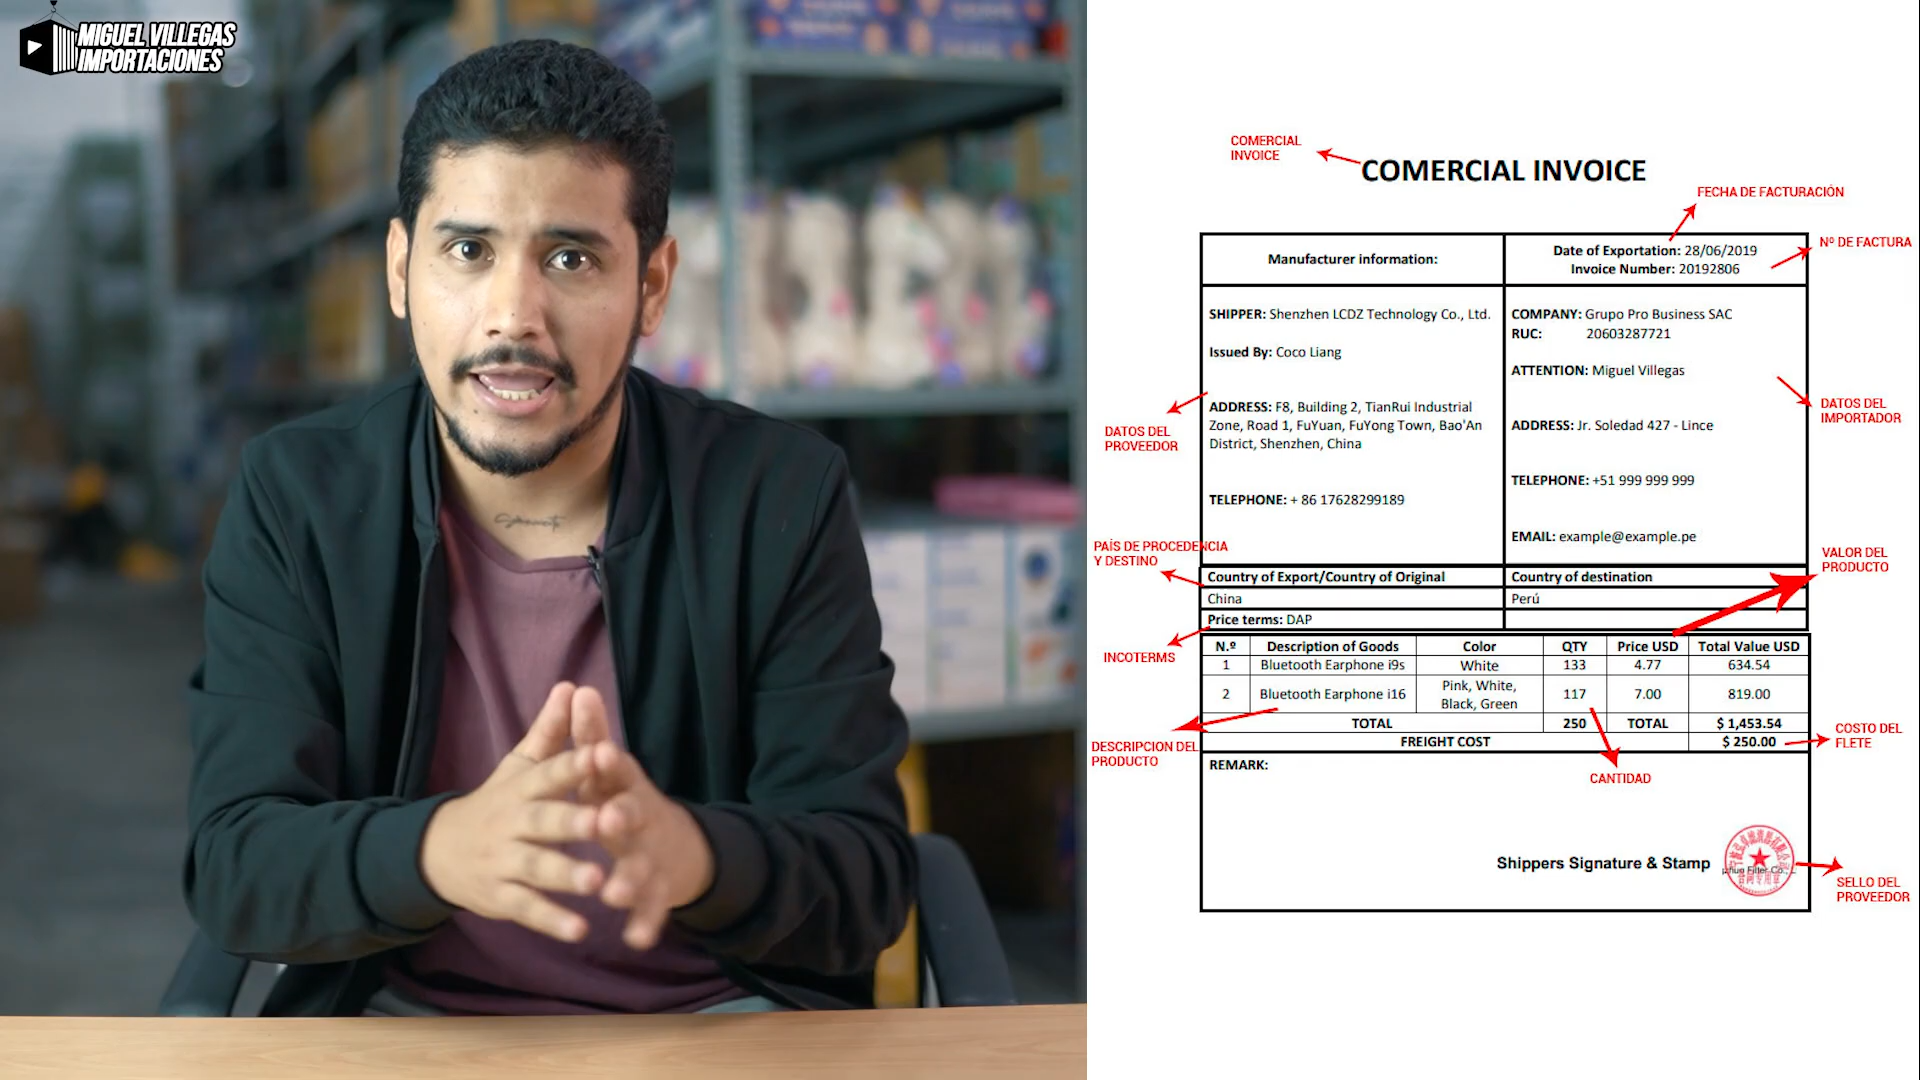 MIGUEL VILLEGAS
IMPORTACIONES
COMERCIAL
INVOICE
COMERCIAL INVOICE
FECHA DE FACTURACIÓN
Nº DE FACTURA
Manufacturer information:
Date of Exportation: 28/06/2019
Invoice Number: 20192806
SHIPPER: Shenzhen LCDZ Technology Co., Ltd.
Issued By: Coco Liang
ADDRESS: F8, Building 2, TianRui Industrial
Zone, Road 1, FuYuan, FuYong Town, Bao'An
District, Shenzhen, China
TELEPHONE: + 86 17628299189
COMPANY: Grupo Pro Business SAC
RUC: 20603287721
ATTENTION: Miguel Villegas
ADDRESS: Jr. Soledad 427 - Lince
TELEPHONE: +51 999 999 999
EMAIL: example@example.pe
DATOS DEL
PROVEEDOR
DATOS DEL
IMPORTADOR
PAÍS DE PROCEDENCIA
Y DESTINO
VALOR DEL
PRODUCTO
Country of Export/Country of Original Country of destination
China Perú
Price terms: DAP
INCOTERMS
N.º Description of Goods Color QTY Price USD Total Value USD
1 Bluetooth Earphone i9s White 133 4.77 634.54
2 Bluetooth Earphone i16 Pink, White, 117 7.00 819.00
Black, Green
TOTAL 250 TOTAL $ 1,453.54
FREIGHT COST $ 250.00
DESCRIPCION DEL
PRODUCTO
COSTO DEL
FLETE
CANTIDAD
REMARK:
Shippers Signature & Stamp
SELLO DEL
PROVEEDOR